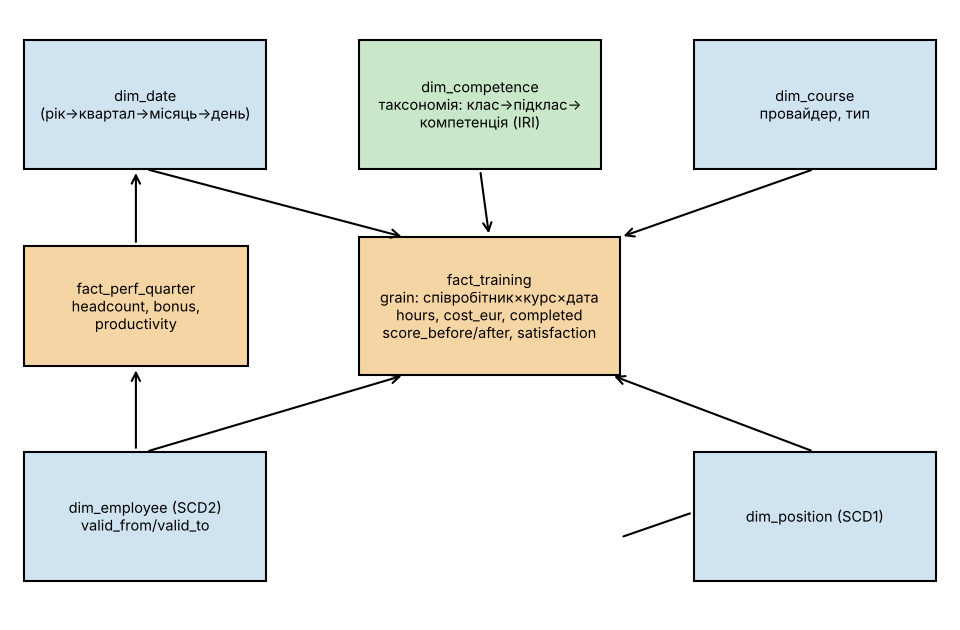 dim_date
(рік→квартал→місяць→день)
dim_competence
таксономія: клас→підклас→
компетенція (IRI)
dim_course
провайдер, тип
fact_perf_quarter
headcount, bonus,
productivity
fact_training
grain: співробітник×курс×дата
hours, cost_eur, completed
score_before/after, satisfaction
dim_employee (SCD2)
valid_from/valid_to
dim_position (SCD1)